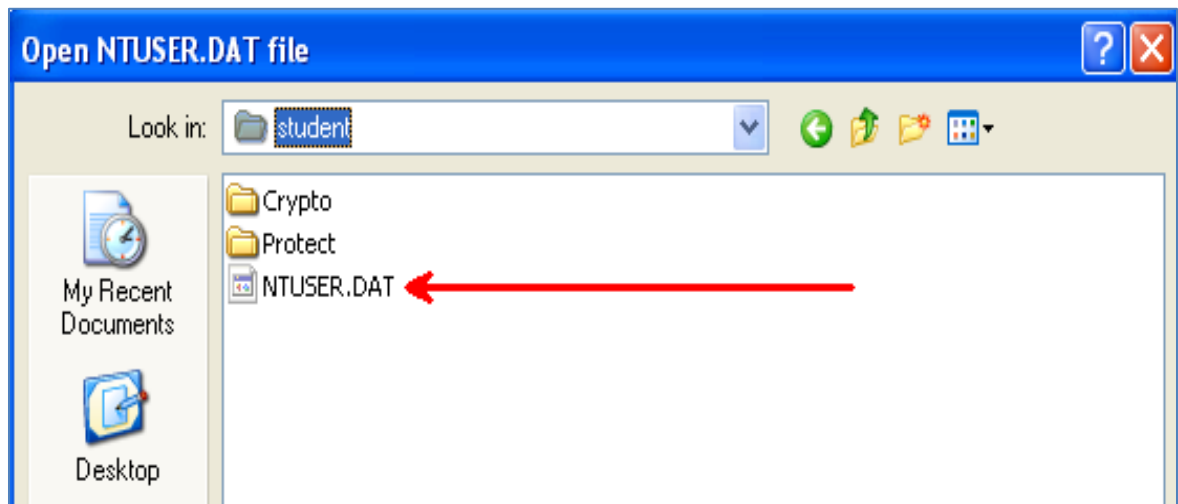 Open NTUSER.DAT file
Look in: student
Crypto
Protect
NTUSER.DAT
My Recent
Documents
Desktop